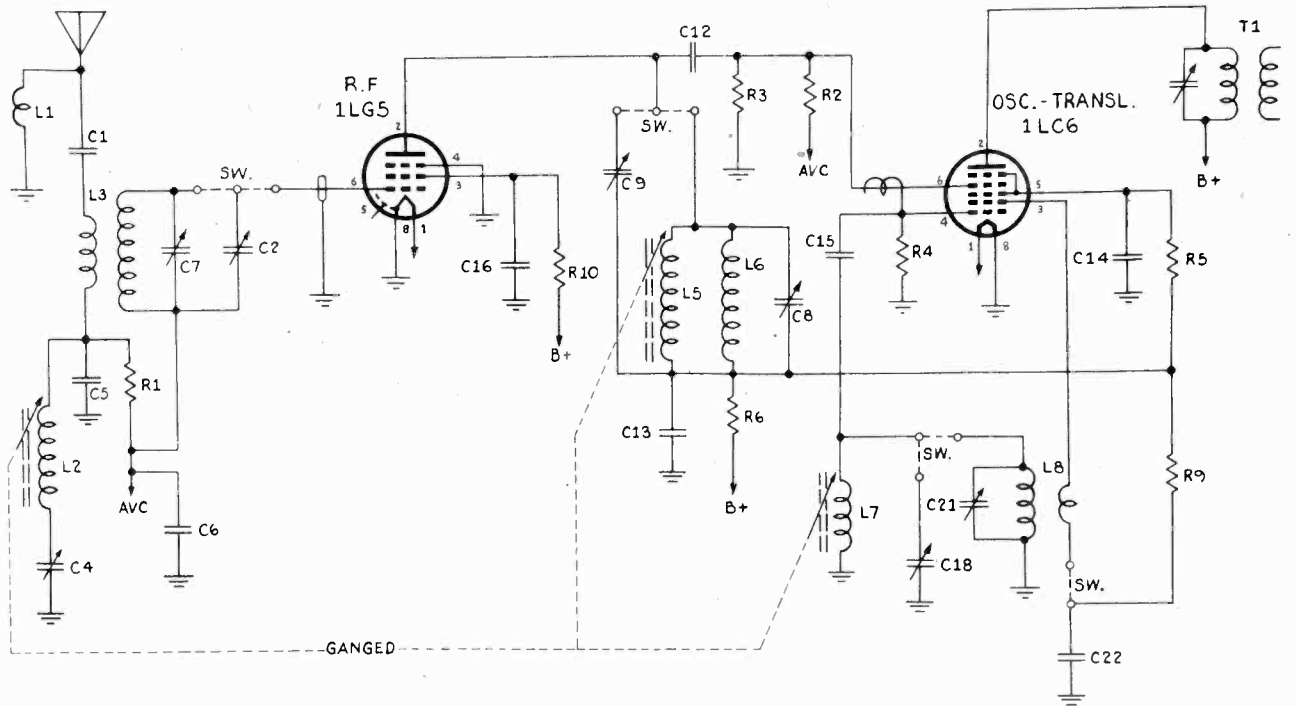 C12
T1
R.F
1LG5
OSC.-TRANSL.
1LC6
L1
C1
R3
R2
SW.
SW.
2
2
4
3
6
5
8
1
AVC
C9
6
5
4
3
1
8
B+
L3
C7
C2
C16
R10
C15
R4
C14
R5
L5
L6
C8
B+
C5
R1
C13
R6
L2
AVC
C6
C4
B+
SW.
L8
R9
L7
C21
C18
SW.
GANGED
C22